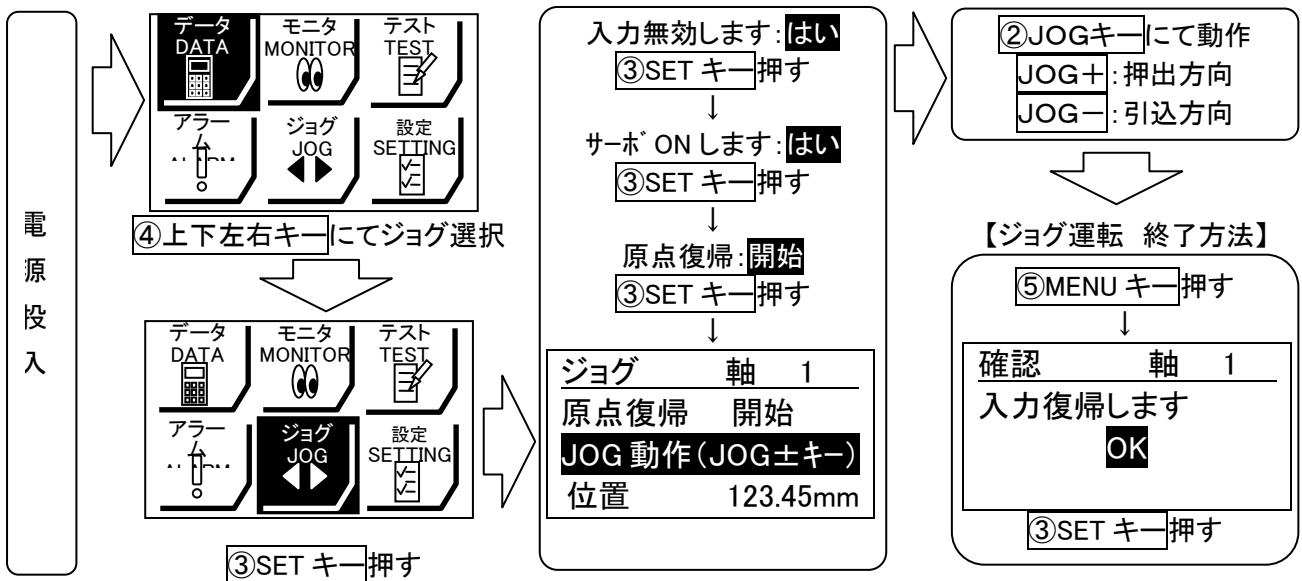 電源投入
データ モニタ テスト
DATA MONITOR TEST
アラーム ジョグ 設定
JOG SETTING
④上下左右キーにてジョグ選択
データ モニタ テスト
DATA MONITOR TEST
アラーム ジョグ 設定
JOG SETTING
③SET キー押す
入力無効します:はい
③SET キー押す
↓
サーボ ON します:はい
③SET キー押す
↓
原点復帰:開始
③SET キー押す
↓
ジョグ 軸 1
原点復帰 開始
JOG 動作(JOG±キー)
位置 123.45mm
②JOGキーにて動作
JOG+:押出方向
JOG-:引込方向
【ジョグ運転 終了方法】
⑤MENU キー押す
↓
確認 軸 1
入力復帰します
OK
③SET キー押す